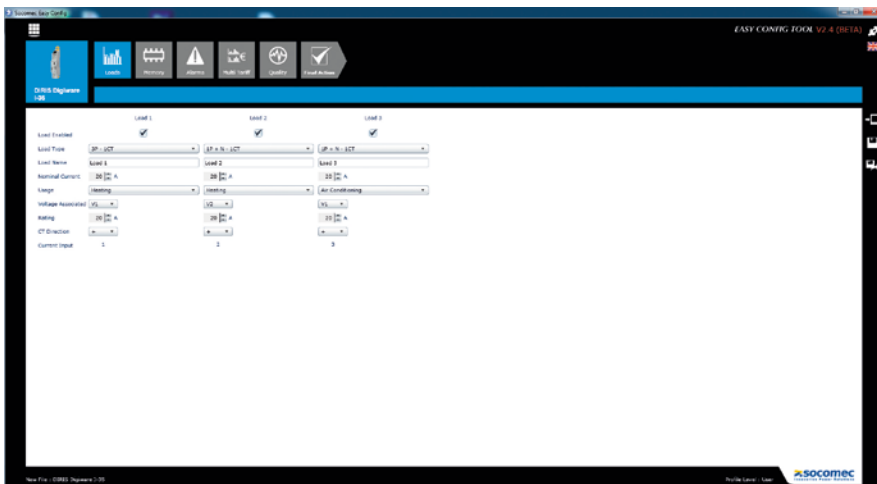 Socomec Easy Config
EASY CONFIG TOOL V2.4 (BETA)
Loads
Memory
Alarms
Multi Tariff
Quality
Final Actions
DIRIS Digiware
I-35
Load 1 Load 2 Load 3
Load Enabled
Load Type 3P - 1CT 1P + N - 1CT 1P + N - 1CT
Load Name Load 1 Load 2 Load 3
Nominal Current 20 A 20 A 20 A
Usage Heating Heating Air Conditioning
Voltage Associated V1 V2 V1
Rating 20 A 20 A 20 A
CT Direction + + +
Current Input 1 2 3
New File : DIRIS Digiware I-35
Profile Level : User
socomec
Innovative Power Solutions